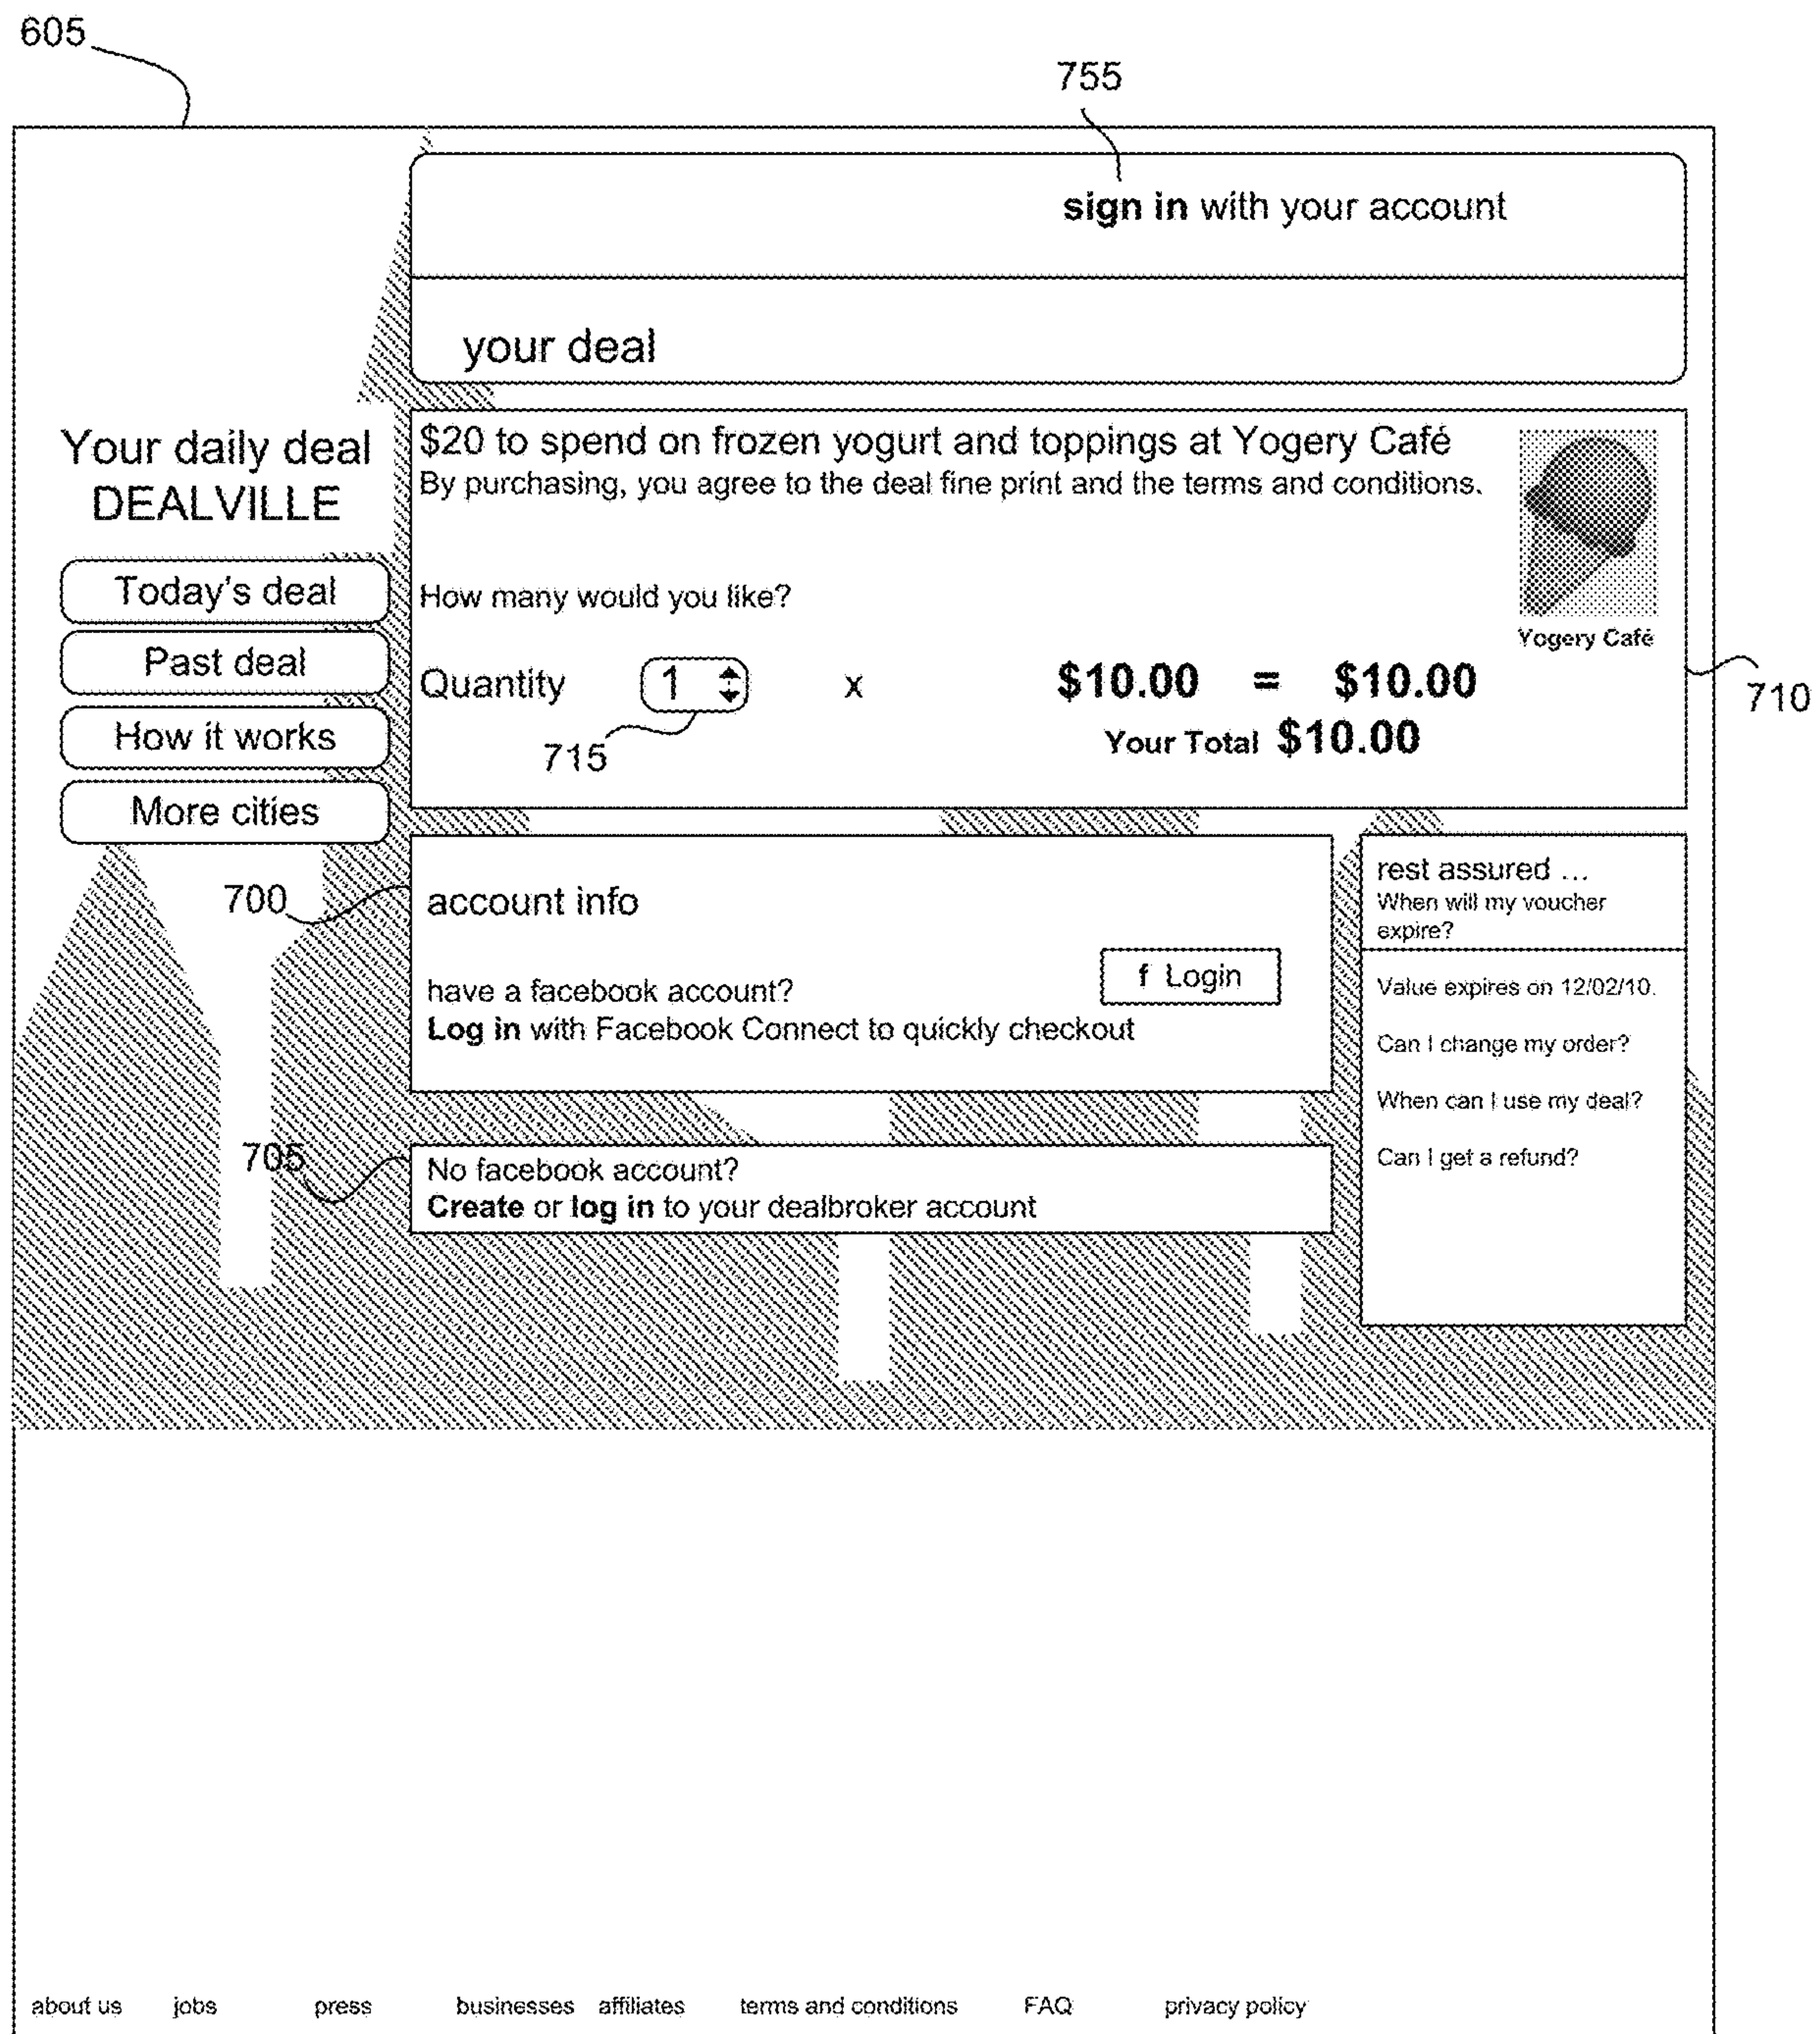 605
755
sign in with your account
your deal
Your daily deal
DEALVILLE
Today's deal
Past deal
How it works
More cities
$20 to spend on frozen yogurt and toppings at Yogery Café
By purchasing, you agree to the deal fine print and the terms and conditions.
How many would you like?
Yogery Café
Quantity 1 x $10.00 = $10.00
710
715
Your Total $10.00
700
account info
have a facebook account?
f Login
Log in with Facebook Connect to quickly checkout
705
No facebook account?
Create or log in to your dealbroker account
rest assured ...
When will my voucher
expire?
Value expires on 12/02/10.
Can I change my order?
When can I use my deal?
Can I get a refund?
about us jobs press businesses affiliates terms and conditions FAQ privacy policy